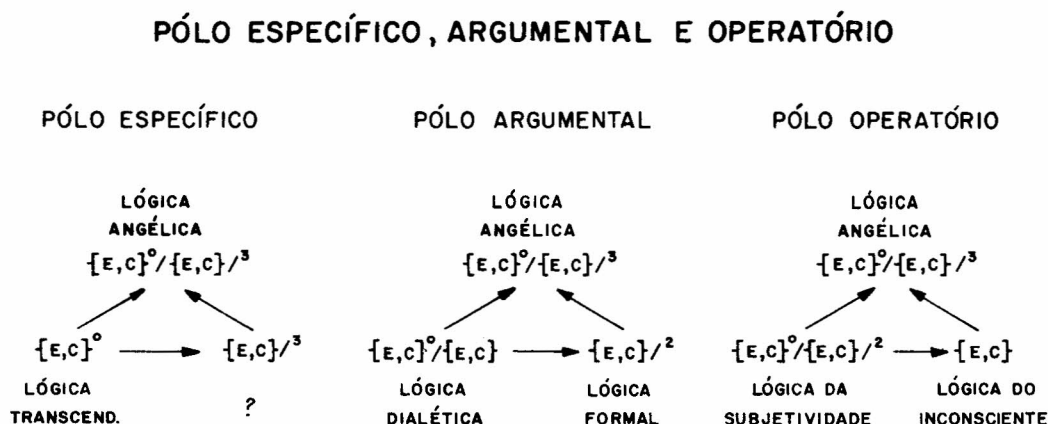 PÓLO ESPECÍFICO, ARGUMENTAL E OPERATÓRIO
PÓLO ESPECÍFICO
LÓGICA
ANGÉLICA
{E,C}°/{E,C}/³
{E,C}°
{E,C}/³
LÓGICA
TRANSCEND.
?
PÓLO ARGUMENTAL
LÓGICA
ANGÉLICA
{E,C}°/{E,C}/³
{E,C}°/{E,C}
{E,C}/²
LÓGICA
DIALÉTICA
LÓGICA
FORMAL
PÓLO OPERATÓRIO
LÓGICA
ANGÉLICA
{E,C}°/{E,C}/³
{E,C}°/{E,C}/²
{E,C}
LÓGICA DA
SUBJETIVIDADE
LÓGICA DO
INCONSCIENTE